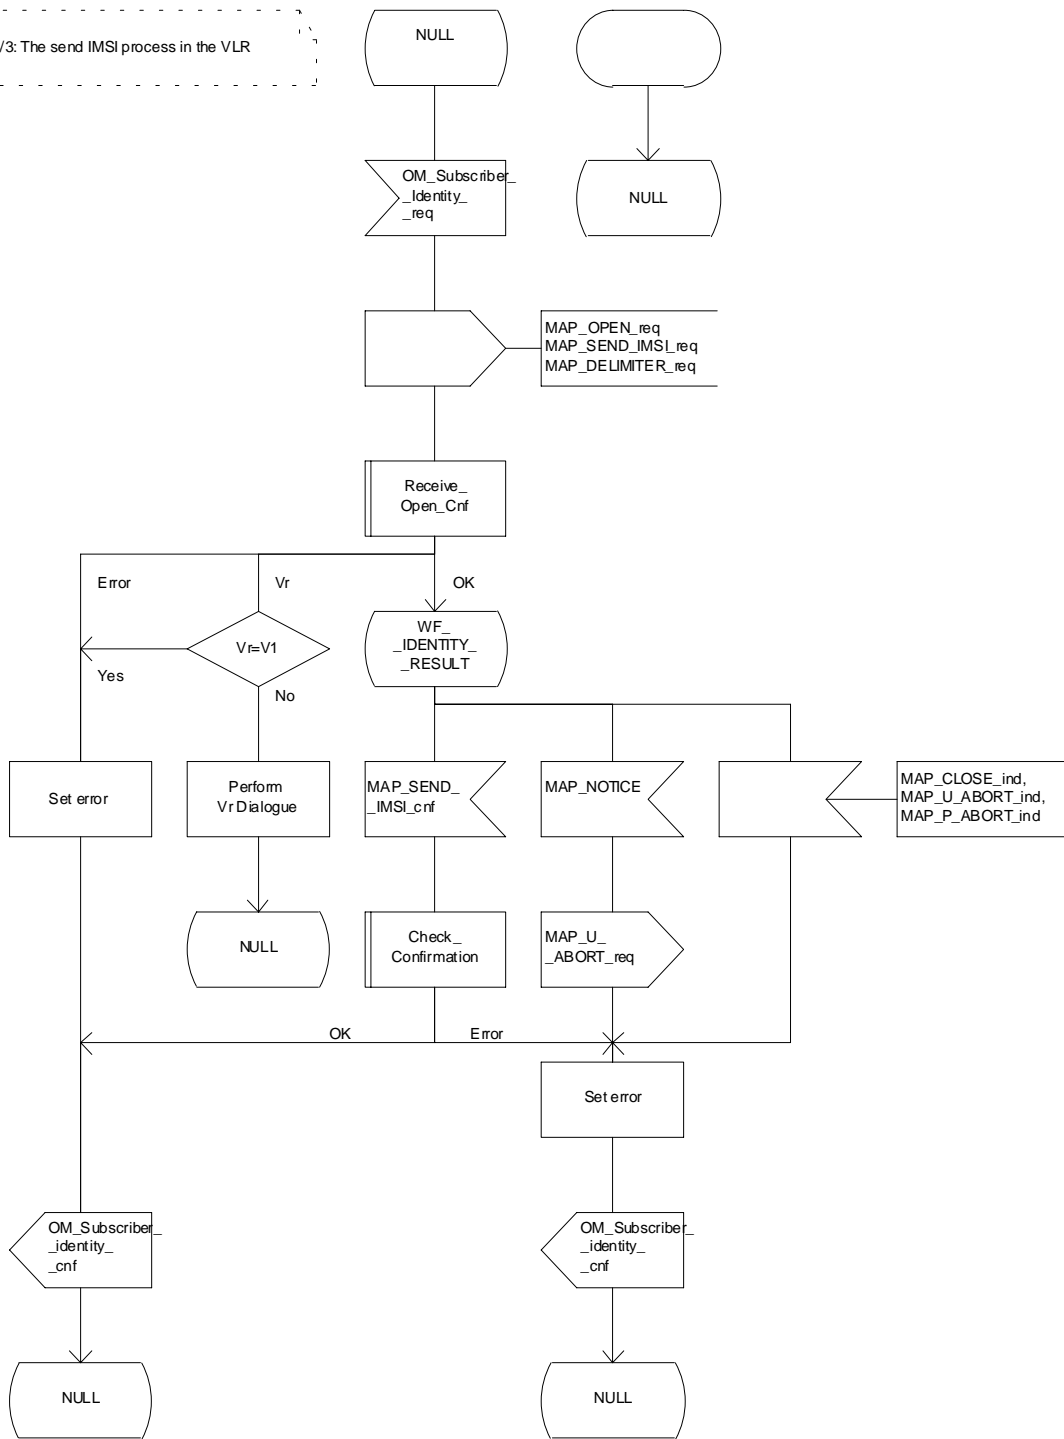 /3: The send IMSI process in the VLR
NULL
OM_Subscriber_
_Identity_
_req
NULL
MAP_OPEN_req
MAP_SEND_IMSI_req
MAP_DELIMITER_req
Receive_
Open_Cnf
Error
Vr
OK
Vr=V1
WF_
_IDENTITY_
_RESULT
Yes
No
Set error
Perform
Vr Dialogue
MAP_SEND_
_IMSI_cnf
MAP_NOTICE
MAP_CLOSE_ind,
MAP_U_ABORT_ind,
MAP_P_ABORT_ind
NULL
Check_
Confirmation
MAP_U_
_ABORT_req
OK
Error
Set error
OM_Subscriber_
_identity_
_cnf
OM_Subscriber_
_identity_
_cnf
NULL
NULL